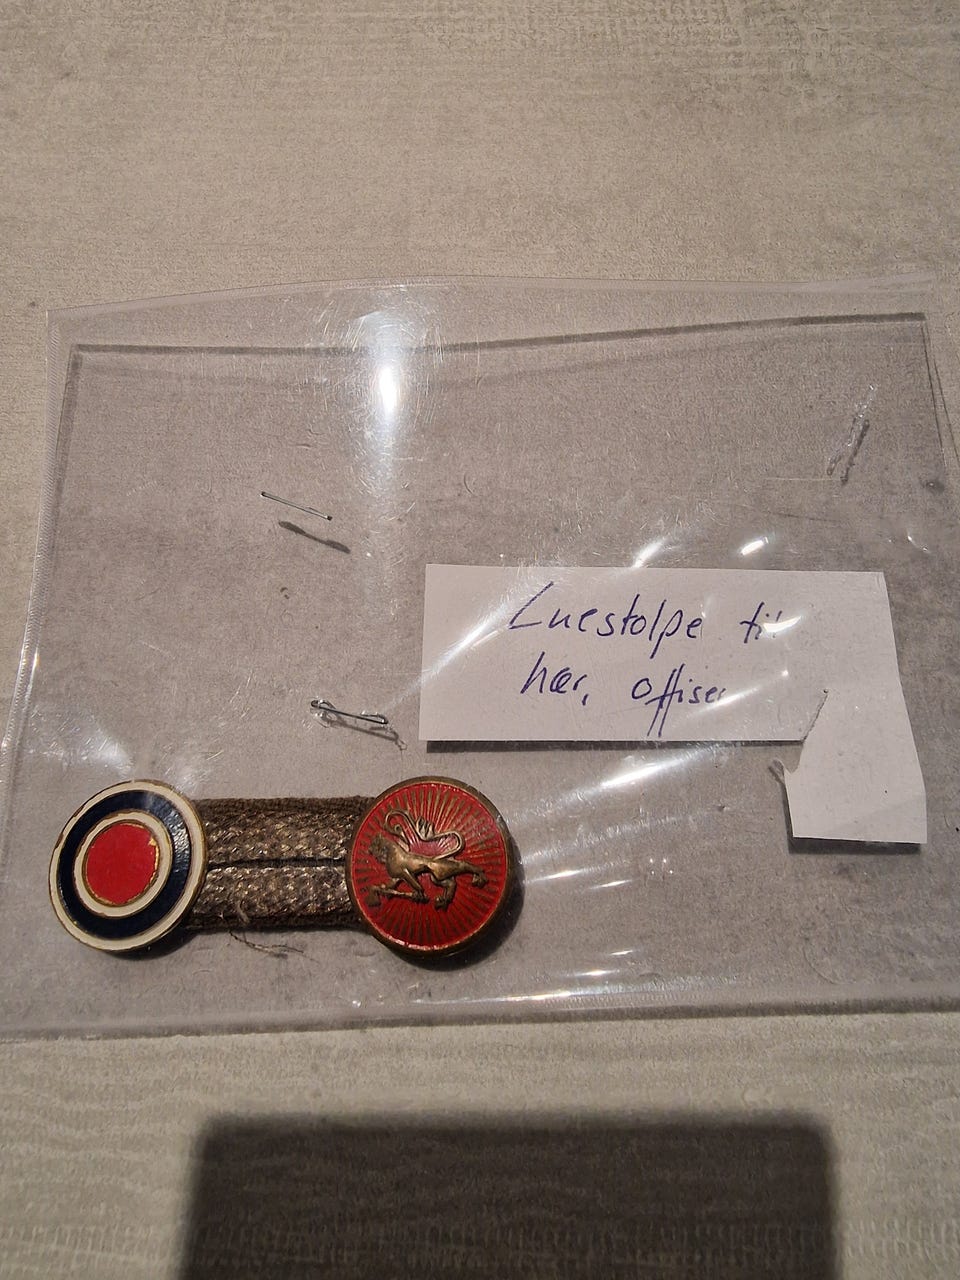 Luestolpe til
hær, offiser